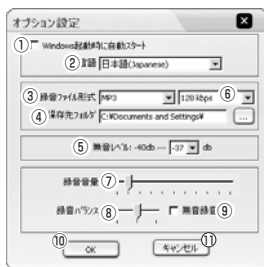 オプション設定
① Windows起動時に自動スタート
② 言語 日本語(Japanese)
③ 録音ファイル形式 MP3 128 kbps ⑥
④ 保存先フォルダ C:¥Documents and Settings¥ ...
⑤ 無音レベル: -40db --- -37 db
録音音量 ⑦
録音バランス ⑧ 無音録音 ⑨
⑩ ⑪
OK キャンセル